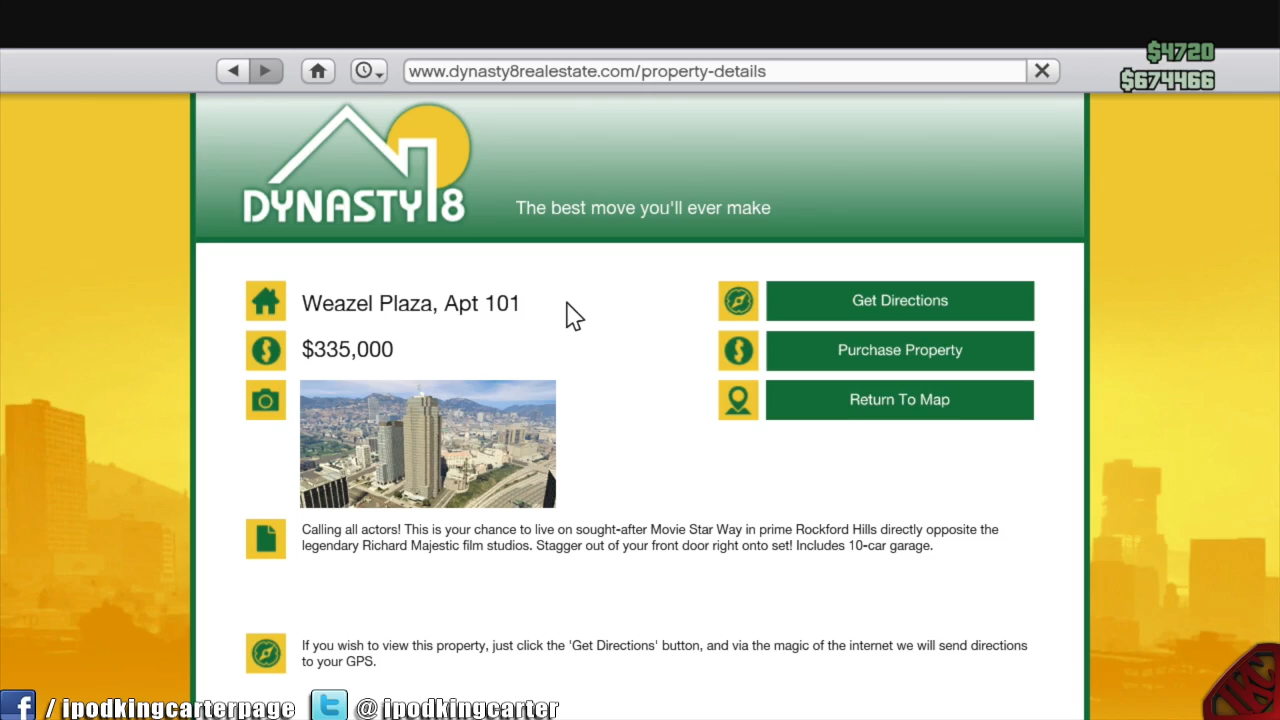 $4720
www.dynasty8realestate.com/property-details
$674466
DYNASTY8
The best move you'll ever make
Weazel Plaza, Apt 101
Get Directions
$335,000
Purchase Property
Return To Map
Calling all actors! This is your chance to live on sought-after Movie Star Way in prime Rockford Hills directly opposite the
legendary Richard Majestic film studios. Stagger out of your front door right onto set! Includes 10-car garage.
If you wish to view this property, just click the 'Get Directions' button, and via the magic of the internet we will send directions
to your GPS.
f / ipodkingcarterpage t @ ipodkingcarter
IKC